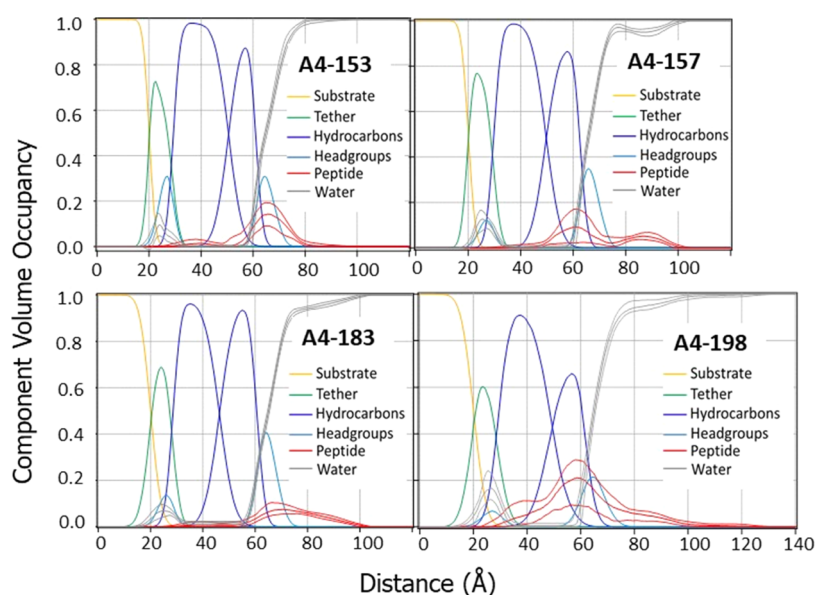 Component Volume Occupancy
1.0
0.8
0.6
0.4
0.2
0.0
A4-153
Substrate
Tether
Hydrocarbons
Headgroups
Peptide
Water
0 20 40 60 80 100
A4-157
Substrate
Tether
Hydrocarbons
Headgroups
Peptide
Water
0 20 40 60 80 100
1.0
0.8
0.6
0.4
0.2
0.0
A4-183
Substrate
Tether
Hydrocarbons
Headgroups
Peptide
Water
0 20 40 60 80 100
A4-198
Substrate
Tether
Hydrocarbons
Headgroups
Peptide
Water
0 20 40 60 80 100 120 140
Distance (Å)